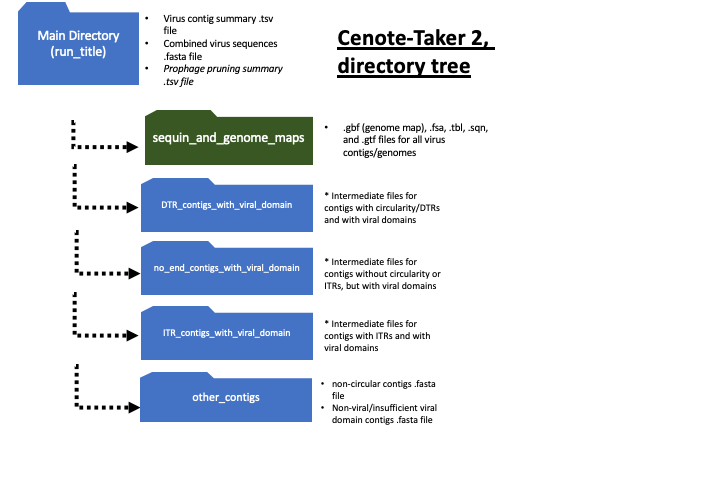 Main Directory
(run_title)
• Virus contig summary .tsv
file
• Combined virus sequences
.fasta file
• Prophage pruning summary
.tsv file
Cenote-Taker 2,
directory tree
sequin_and_genome_maps
• .gbf (genome map), .fsa, .tbl, .sqn,
and .gtf files for all virus
contigs/genomes
DTR_contigs_with_viral_domain
* Intermediate files for
contigs with circularity/DTRs
and with viral domains
no_end_contigs_with_viral_domain
* Intermediate files for
contigs without circularity or
ITRs, but with viral domains
ITR_contigs_with_viral_domain
* Intermediate files for
contigs with ITRs and with
viral domains
other_contigs
• non-circular contigs .fasta
file
• Non-viral/insufficient viral
domain contigs .fasta file